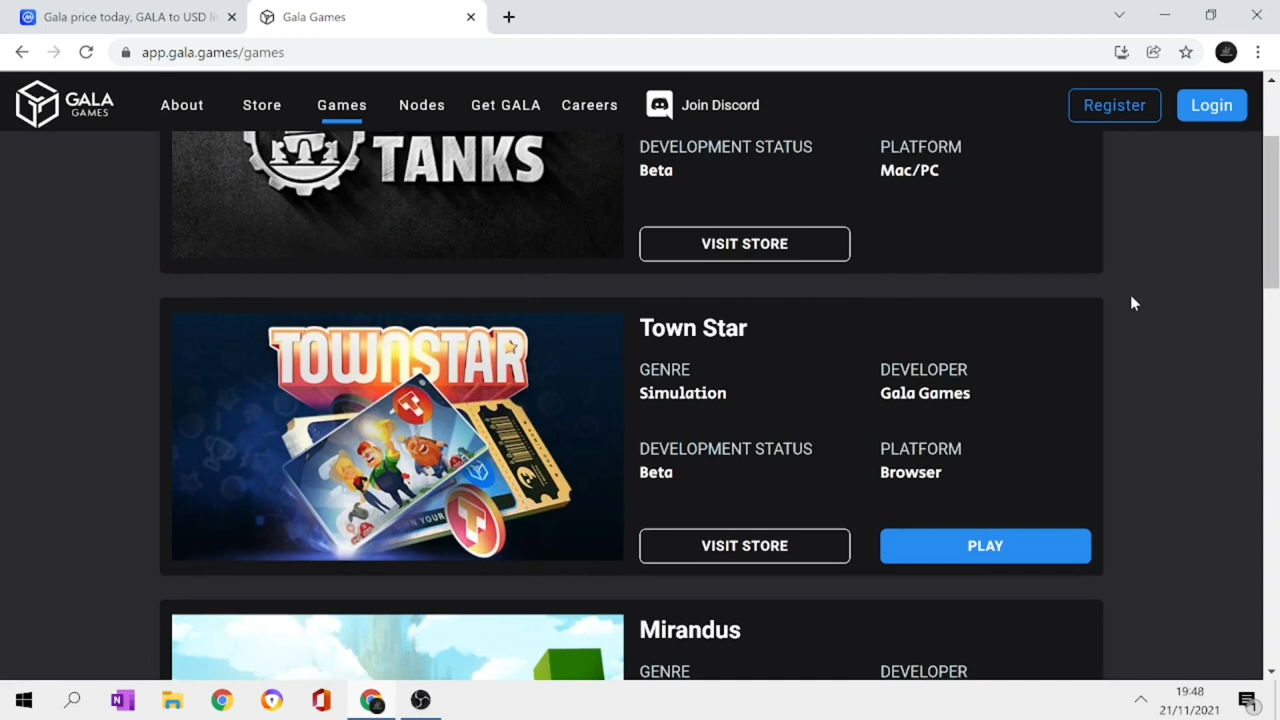 Gala price today, GALA to USD li
Gala Games
app.gala.games/games
GALA
GAMES
About
Store
Games
Nodes
Get GALA
Careers
Join Discord
Register
Login
TANKS
DEVELOPMENT STATUS
PLATFORM
Beta
Mac/PC
VISIT STORE
TOWNSTAR
Town Star
GENRE
DEVELOPER
Simulation
Gala Games
DEVELOPMENT STATUS
PLATFORM
Beta
Browser
VISIT STORE
PLAY
Mirandus
GENRE
DEVELOPER
19:48
21/11/2021
1